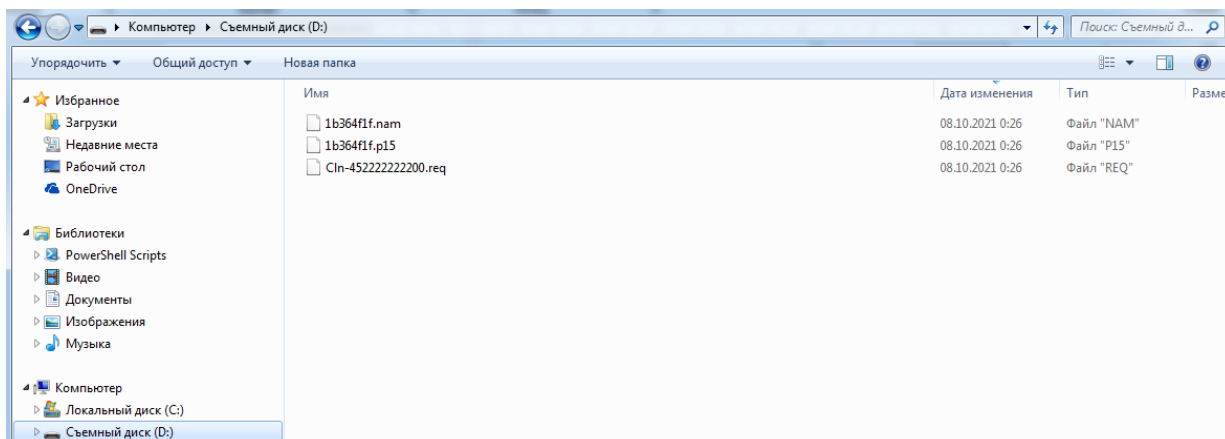 Компьютер Съемный диск (D:) Поиск: Съемный д...
Упорядочить Общий доступ Новая папка
Имя Дата изменения Тип Разме
Избранное
Загрузки
Недавние места
Рабочий стол
OneDrive
Библиотеки
PowerShell Scripts
Видео
Документы
Изображения
Музыка
Компьютер
Локальный диск (C:)
Съемный диск (D:)
1b364f1f.nam 08.10.2021 0:26 Файл "NAM"
1b364f1f.p15 08.10.2021 0:26 Файл "P15"
Cln-452222222200.req 08.10.2021 0:26 Файл "REQ"